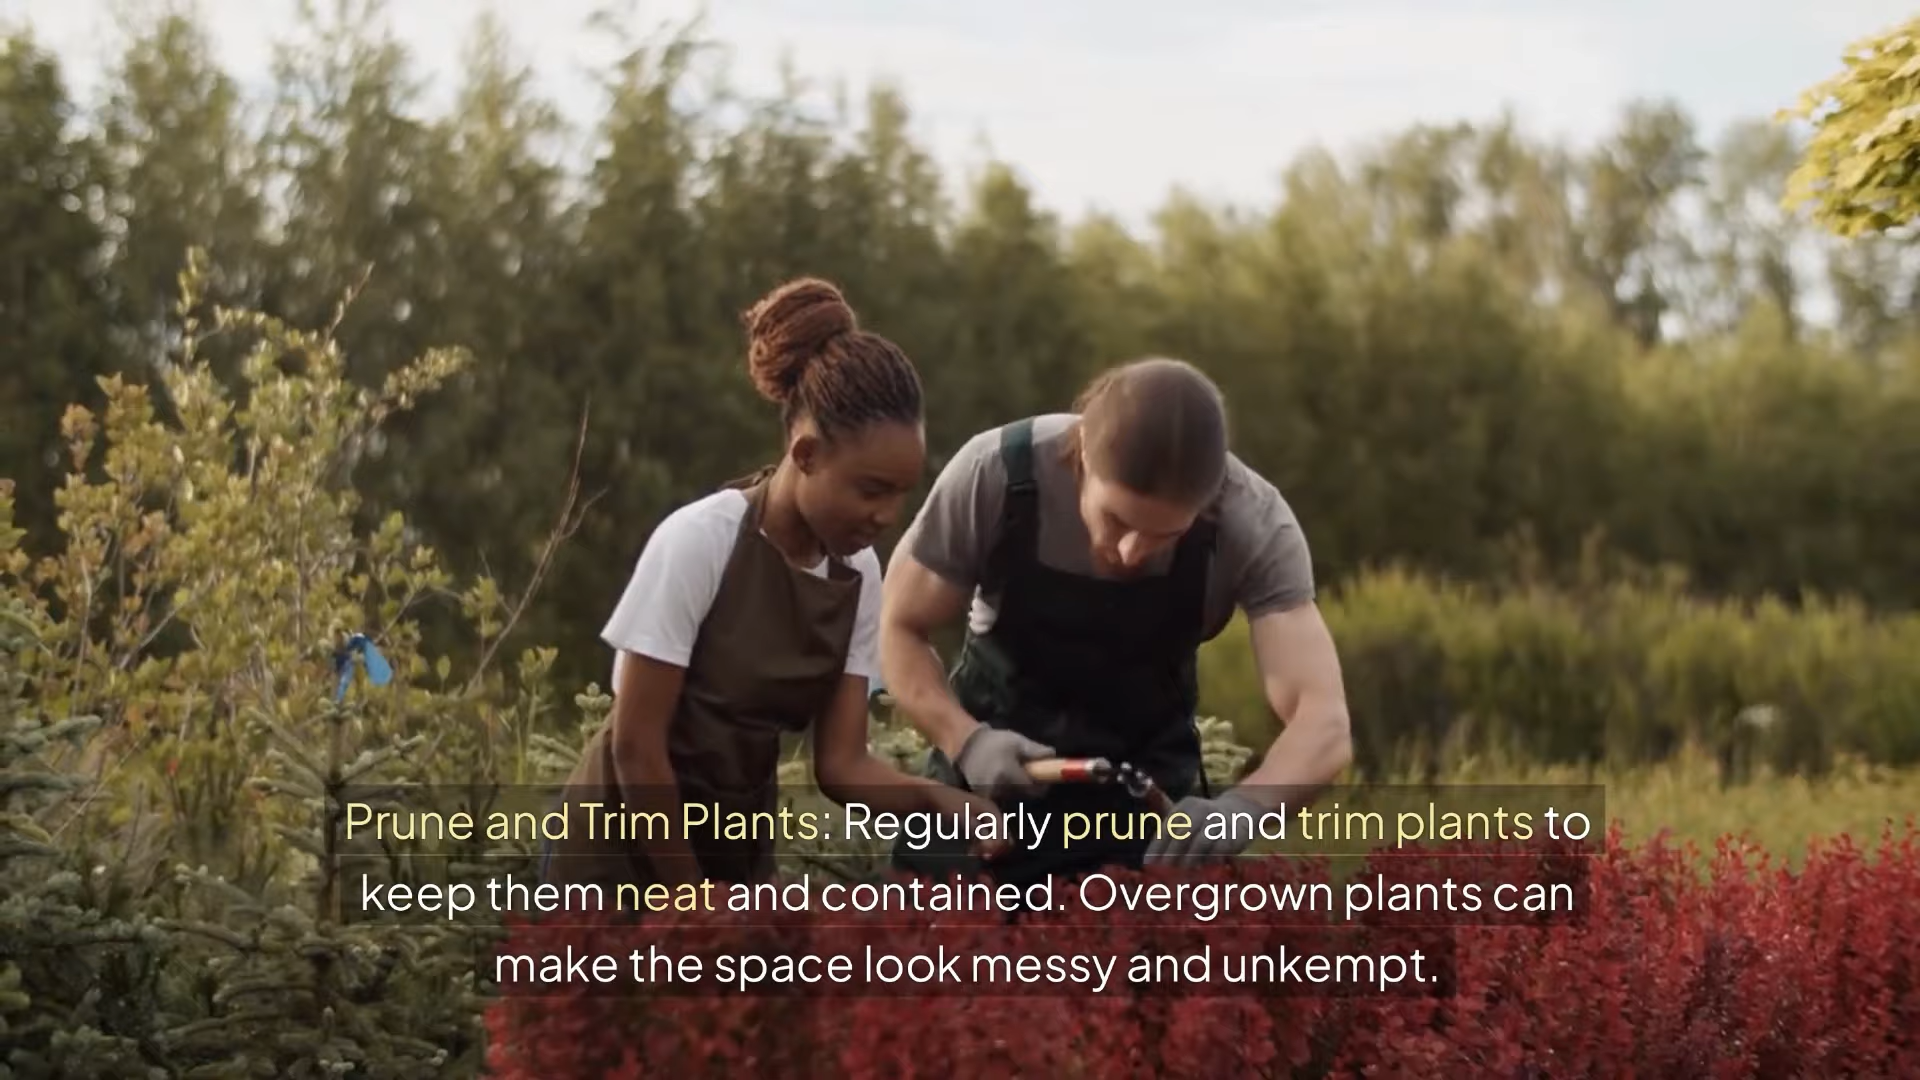 Prune and Trim Plants: Regularly prune and trim plants to
keep them neat and contained. Overgrown plants can
make the space look messy and unkempt.